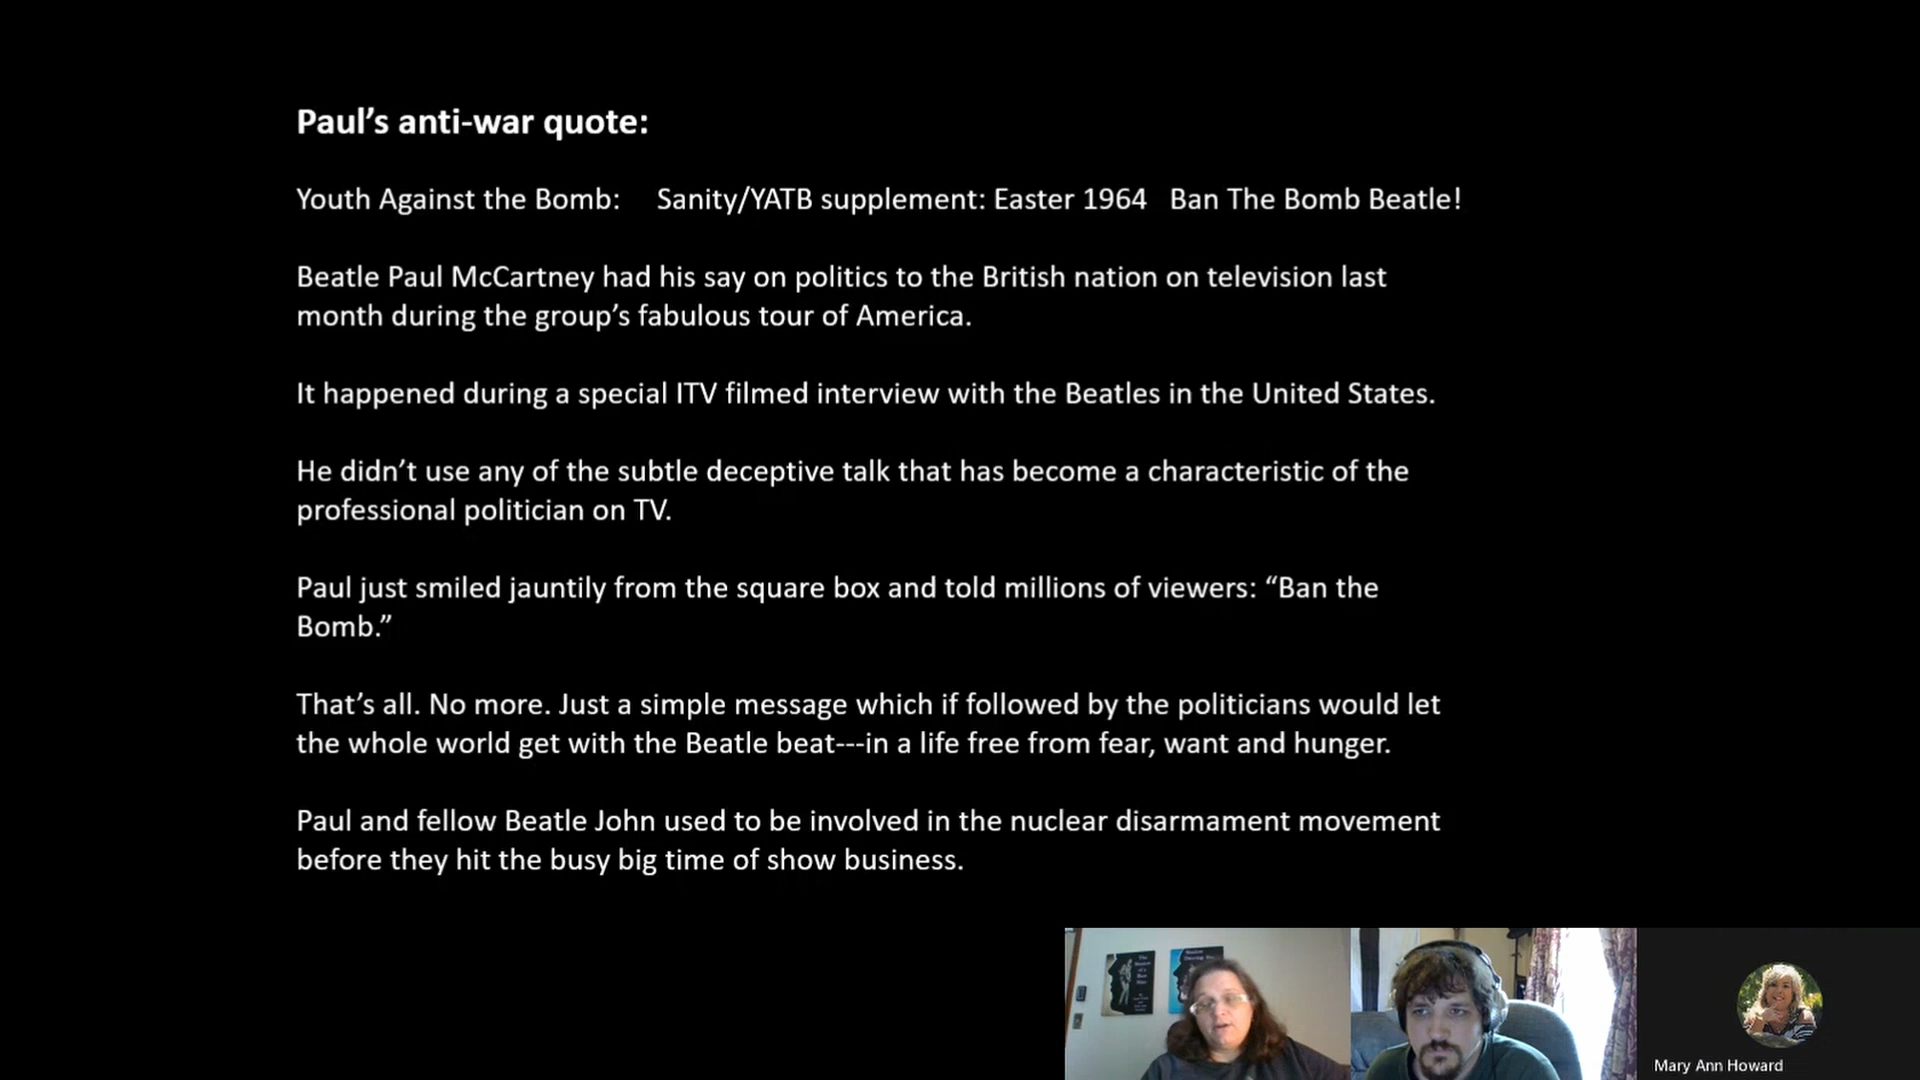 Paul’s anti-war quote:
Youth Against the Bomb: Sanity/YATB supplement: Easter 1964 Ban The Bomb Beatle!
Beatle Paul McCartney had his say on politics to the British nation on television last
month during the group’s fabulous tour of America.
It happened during a special ITV filmed interview with the Beatles in the United States.
He didn’t use any of the subtle deceptive talk that has become a characteristic of the
professional politician on TV.
Paul just smiled jauntily from the square box and told millions of viewers: “Ban the
Bomb.”
That’s all. No more. Just a simple message which if followed by the politicians would let
the whole world get with the Beatle beat---in a life free from fear, want and hunger.
Paul and fellow Beatle John used to be involved in the nuclear disarmament movement
before they hit the busy big time of show business.
Mary Ann Howard